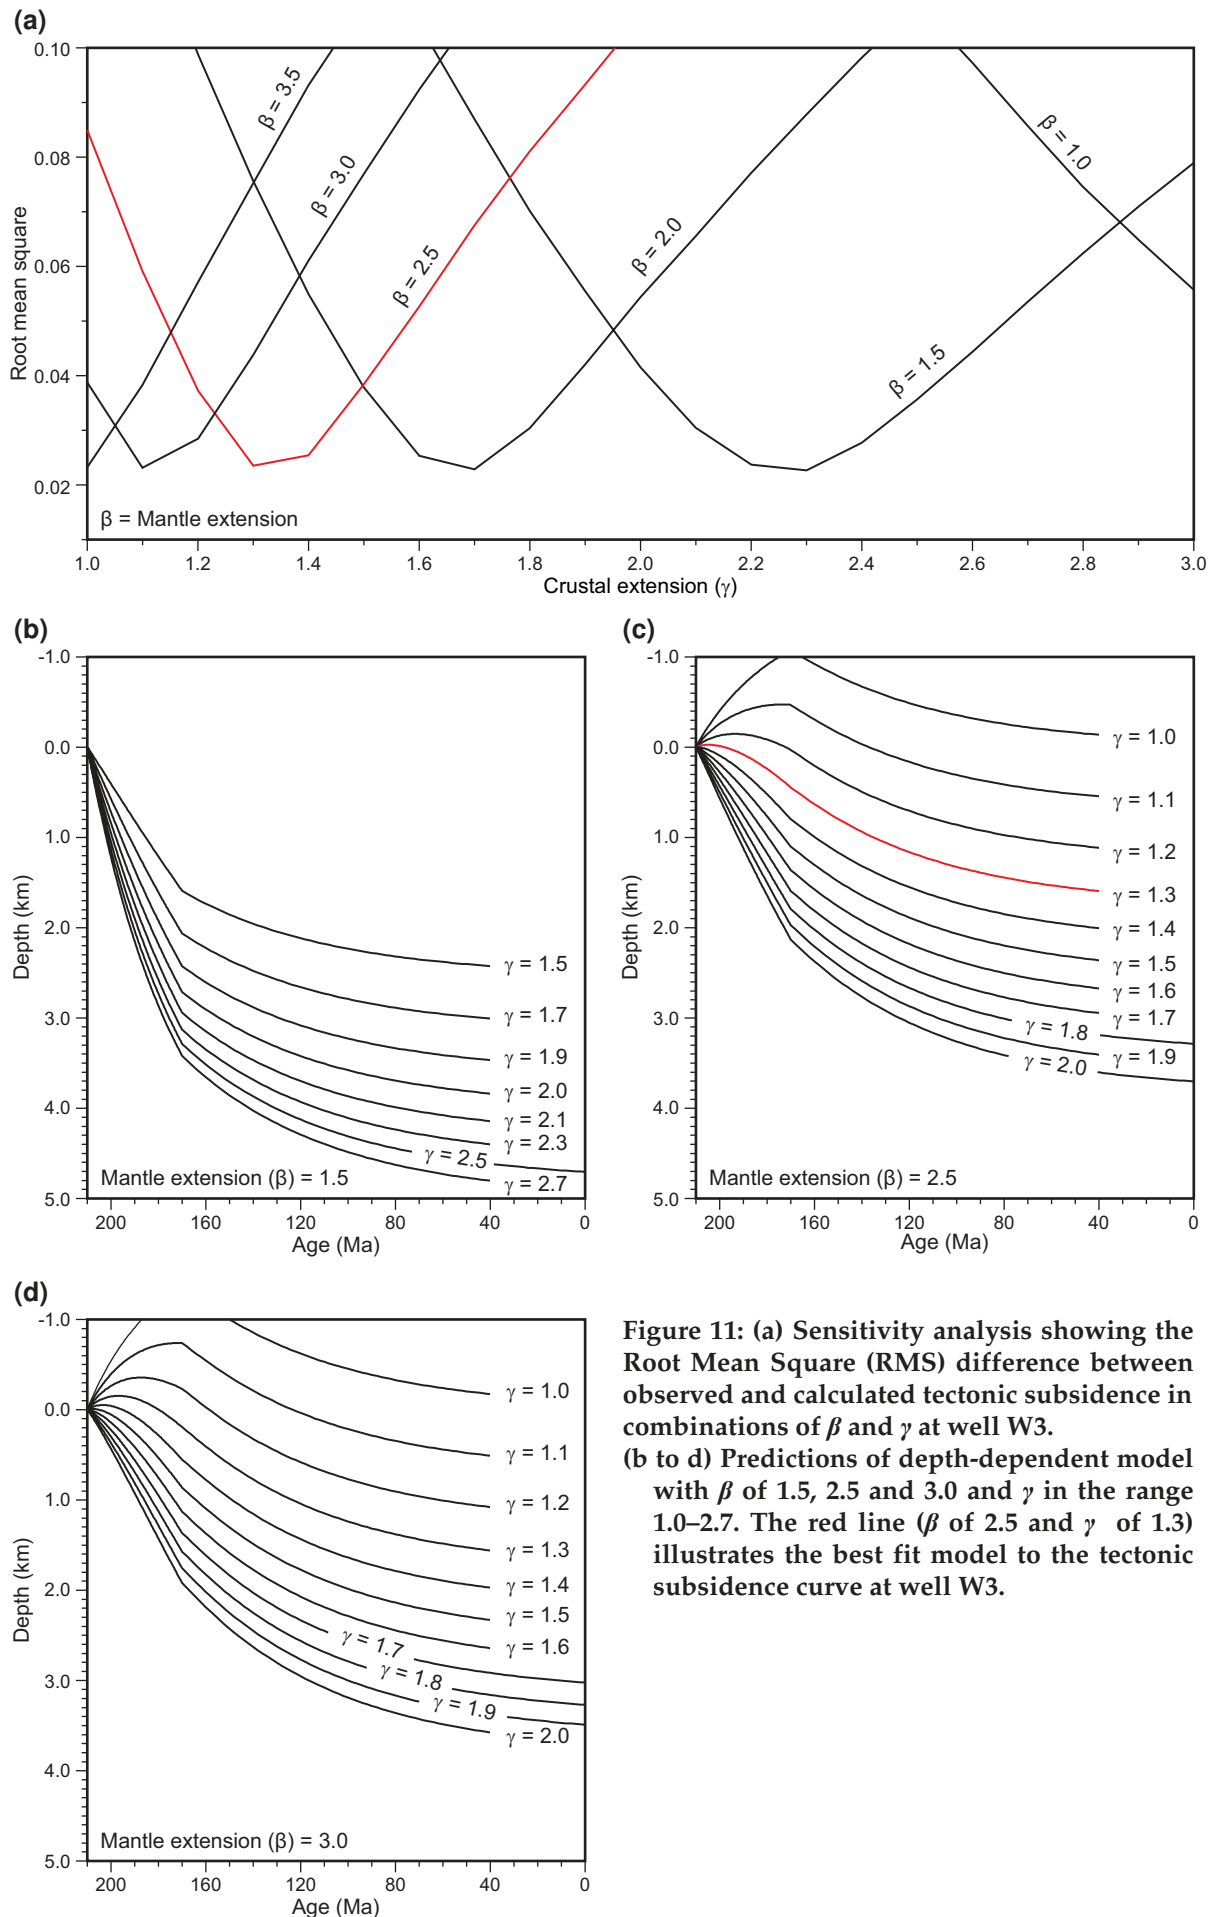 (a)
0.10
0.08
0.06
0.04
0.02
Root mean square
β = 3.5
β = 3.0
β = 2.5
β = 2.0
β = 1.5
β = 1.0
β = Mantle extension
1.0 1.2 1.4 1.6 1.8 2.0 2.2 2.4 2.6 2.8 3.0
Crustal extension (γ)
(b)
-1.0
0.0
1.0
2.0
3.0
4.0
5.0
Depth (km)
γ = 1.5
γ = 1.7
γ = 1.9
γ = 2.0
γ = 2.1
γ = 2.3
γ = 2.5
γ = 2.7
Mantle extension (β) = 1.5
200 160 120 80 40 0
Age (Ma)
(c)
-1.0
0.0
1.0
2.0
3.0
4.0
5.0
Depth (km)
γ = 1.0
γ = 1.1
γ = 1.2
γ = 1.3
γ = 1.4
γ = 1.5
γ = 1.6
γ = 1.7
γ = 1.8
γ = 1.9
γ = 2.0
Mantle extension (β) = 2.5
200 160 120 80 40 0
Age (Ma)
(d)
-1.0
0.0
1.0
2.0
3.0
4.0
5.0
Depth (km)
γ = 1.0
γ = 1.1
γ = 1.2
γ = 1.3
γ = 1.4
γ = 1.5
γ = 1.6
γ = 1.7
γ = 1.8
γ = 1.9
γ = 2.0
Mantle extension (β) = 3.0
200 160 120 80 40 0
Age (Ma)
Figure 11: (a) Sensitivity analysis showing the
Root Mean Square (RMS) difference between
observed and calculated tectonic subsidence in
combinations of β and γ at well W3.
(b to d) Predictions of depth-dependent model
with β of 1.5, 2.5 and 3.0 and γ in the range
1.0–2.7. The red line (β of 2.5 and γ of 1.3)
illustrates the best fit model to the tectonic
subsidence curve at well W3.